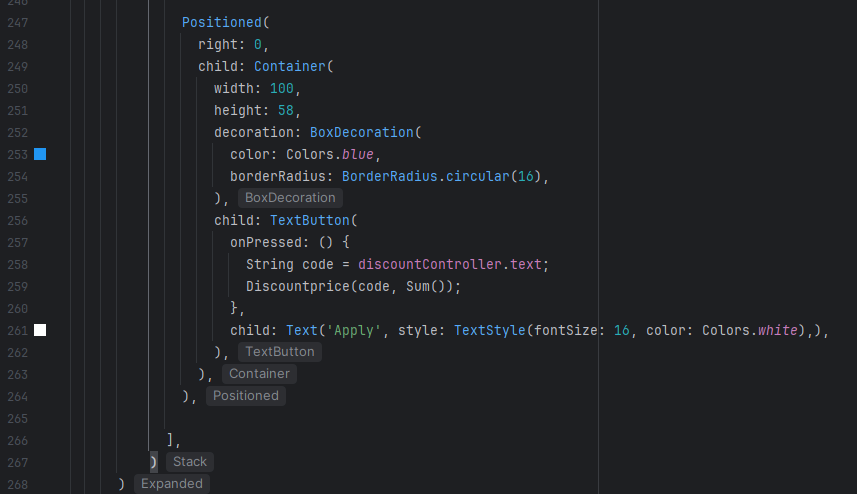 246
247 Positioned(
248 right: 0,
249 child: Container(
250 width: 100,
251 height: 58,
252 decoration: BoxDecoration(
253 color: Colors.blue,
254 borderRadius: BorderRadius.circular(16),
255 ), BoxDecoration
256 child: TextButton(
257 onPressed: () {
258 String code = discountController.text;
259 Discountprice(code, Sum());
260 },
261 child: Text('Apply', style: TextStyle(fontSize: 16, color: Colors.white),),
262 ), TextButton
263 ), Container
264 ), Positioned
265
266 ],
267 ) Stack
268 ) Expanded